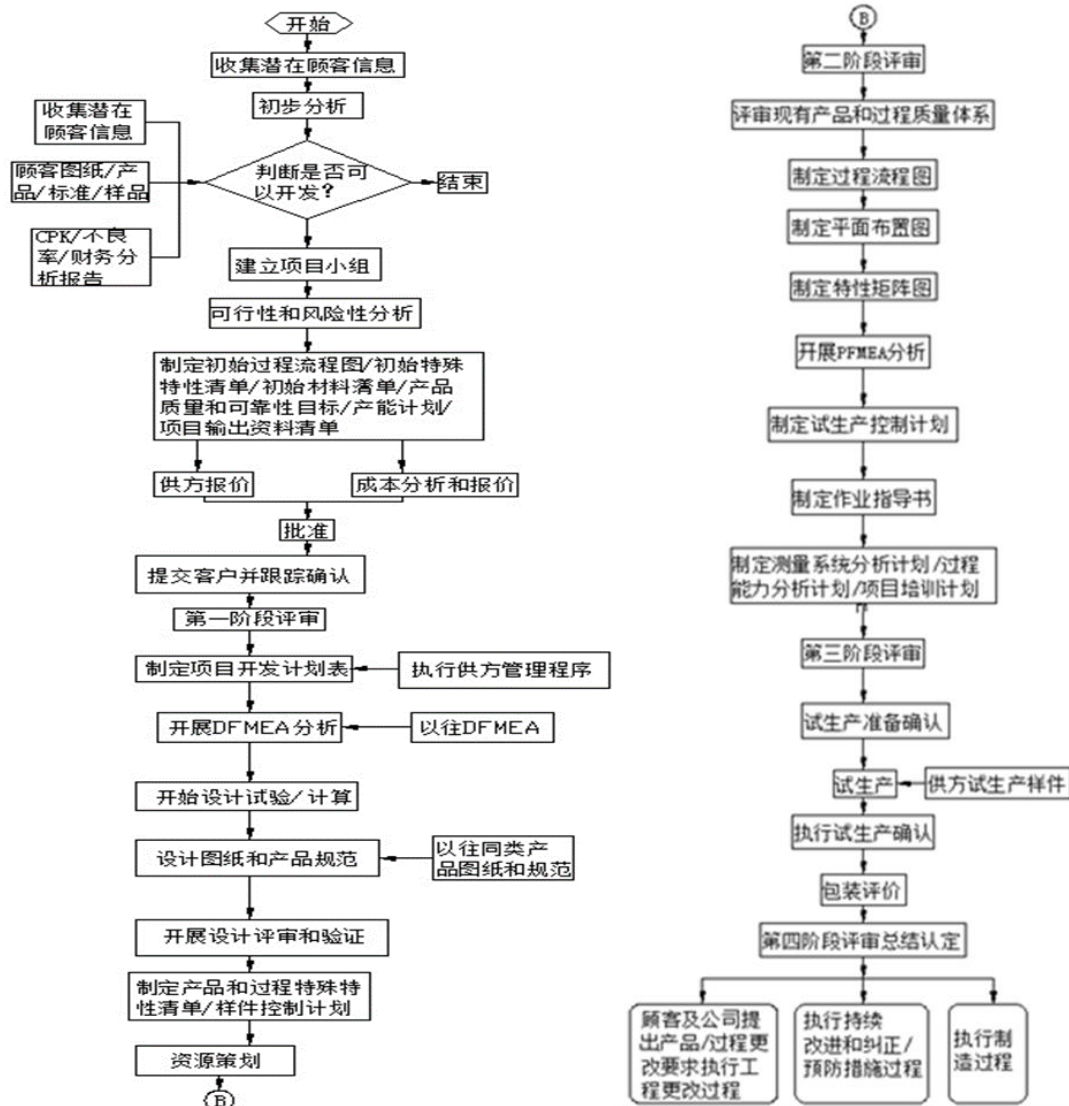 开始
收集潜在顾客信息
初步分析
收集潜在
顾客信息
顾客图纸/产
品/标准/样品
CPK/不良
率/财务分
析报告
判断是否可
以开发?
结束
建立项目小组
可行性和风险性分析
制定初始过程流程图/初始特殊
特性清单/初始材料清单/产品
质量和可靠性目标/产能计划/
项目输出资料清单
供方报价
成本分析和报价
批准
提交客户并跟踪确认
第一阶段评审
制定项目开发计划表
执行供方管理程序
开展DFMEA分析
以往DFMEA
开始设计试验/计算
设计图纸和产品规范
以往同类产
品图纸和规范
开展设计评审和验证
制定产品和过程特殊特
性清单/样件控制计划
资源策划
B
B
第二阶段评审
评审现有产品和过程质量体系
制定过程流程图
制定平面布置图
制定特性矩阵图
开展PFMEA分析
制定试生产控制计划
制定作业指导书
制定测量系统分析计划/过程
能力分析计划/项目培训计划
第三阶段评审
试生产准备确认
试生产
供方试生产样件
执行试生产确认
包装评价
第四阶段评审总结认定
顾客及公司提
出产品/过程更
改要求执行工
程更改过程
执行持续
改进和纠正/
预防措施过程
执行制
造过程